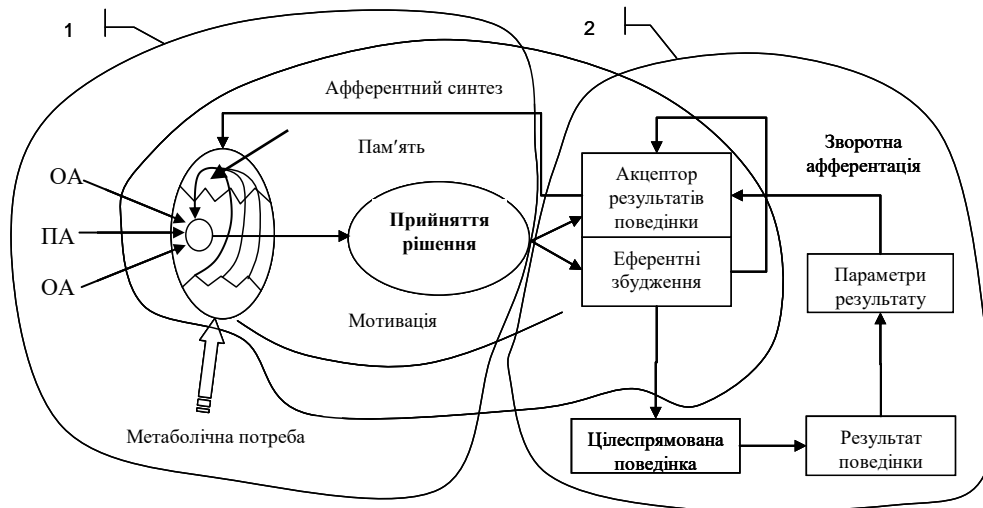 1
2
Афферентний синтез
Пам'ять
ОА
ПА
ОА
Прийняття
рішення
Мотивація
Метаболічна потреба
Акцептор
результатів
поведінки
Еферентні
збудження
Зворотна
афферентація
Параметри
результату
Цілеспрямована
поведінка
Результат
поведінки